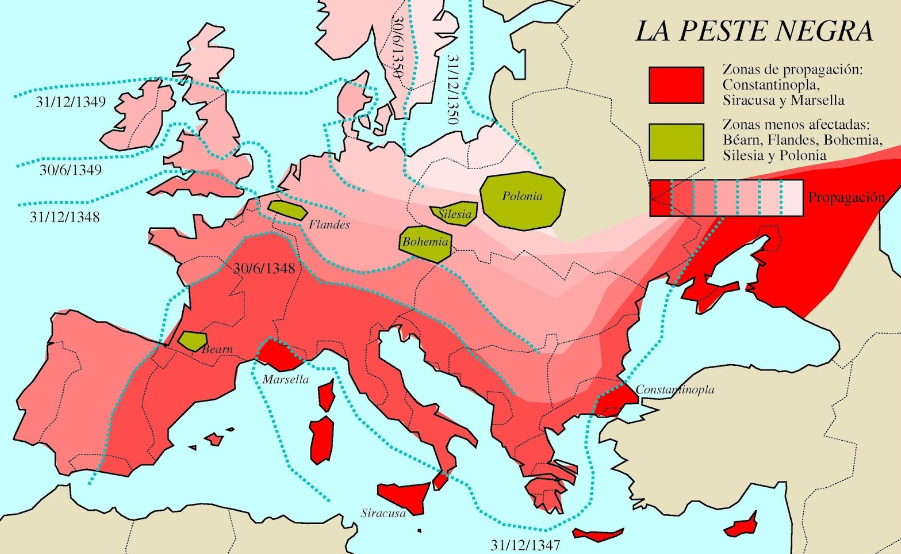 LA PESTE NEGRA
Zonas de propagación:
Constantinopla,
Siracusa y Marsella
Zonas menos afectadas:
Béarn, Flandes, Bohemia,
Silesia y Polonia
Propagación
30/6/1350
31/12/1350
31/12/1349
30/6/1349
31/12/1348
Polonia
Silesia
Flandes
Bohemia
30/6/1348
Bearn
Marsella
Constantinopla
Siracusa
31/12/1347